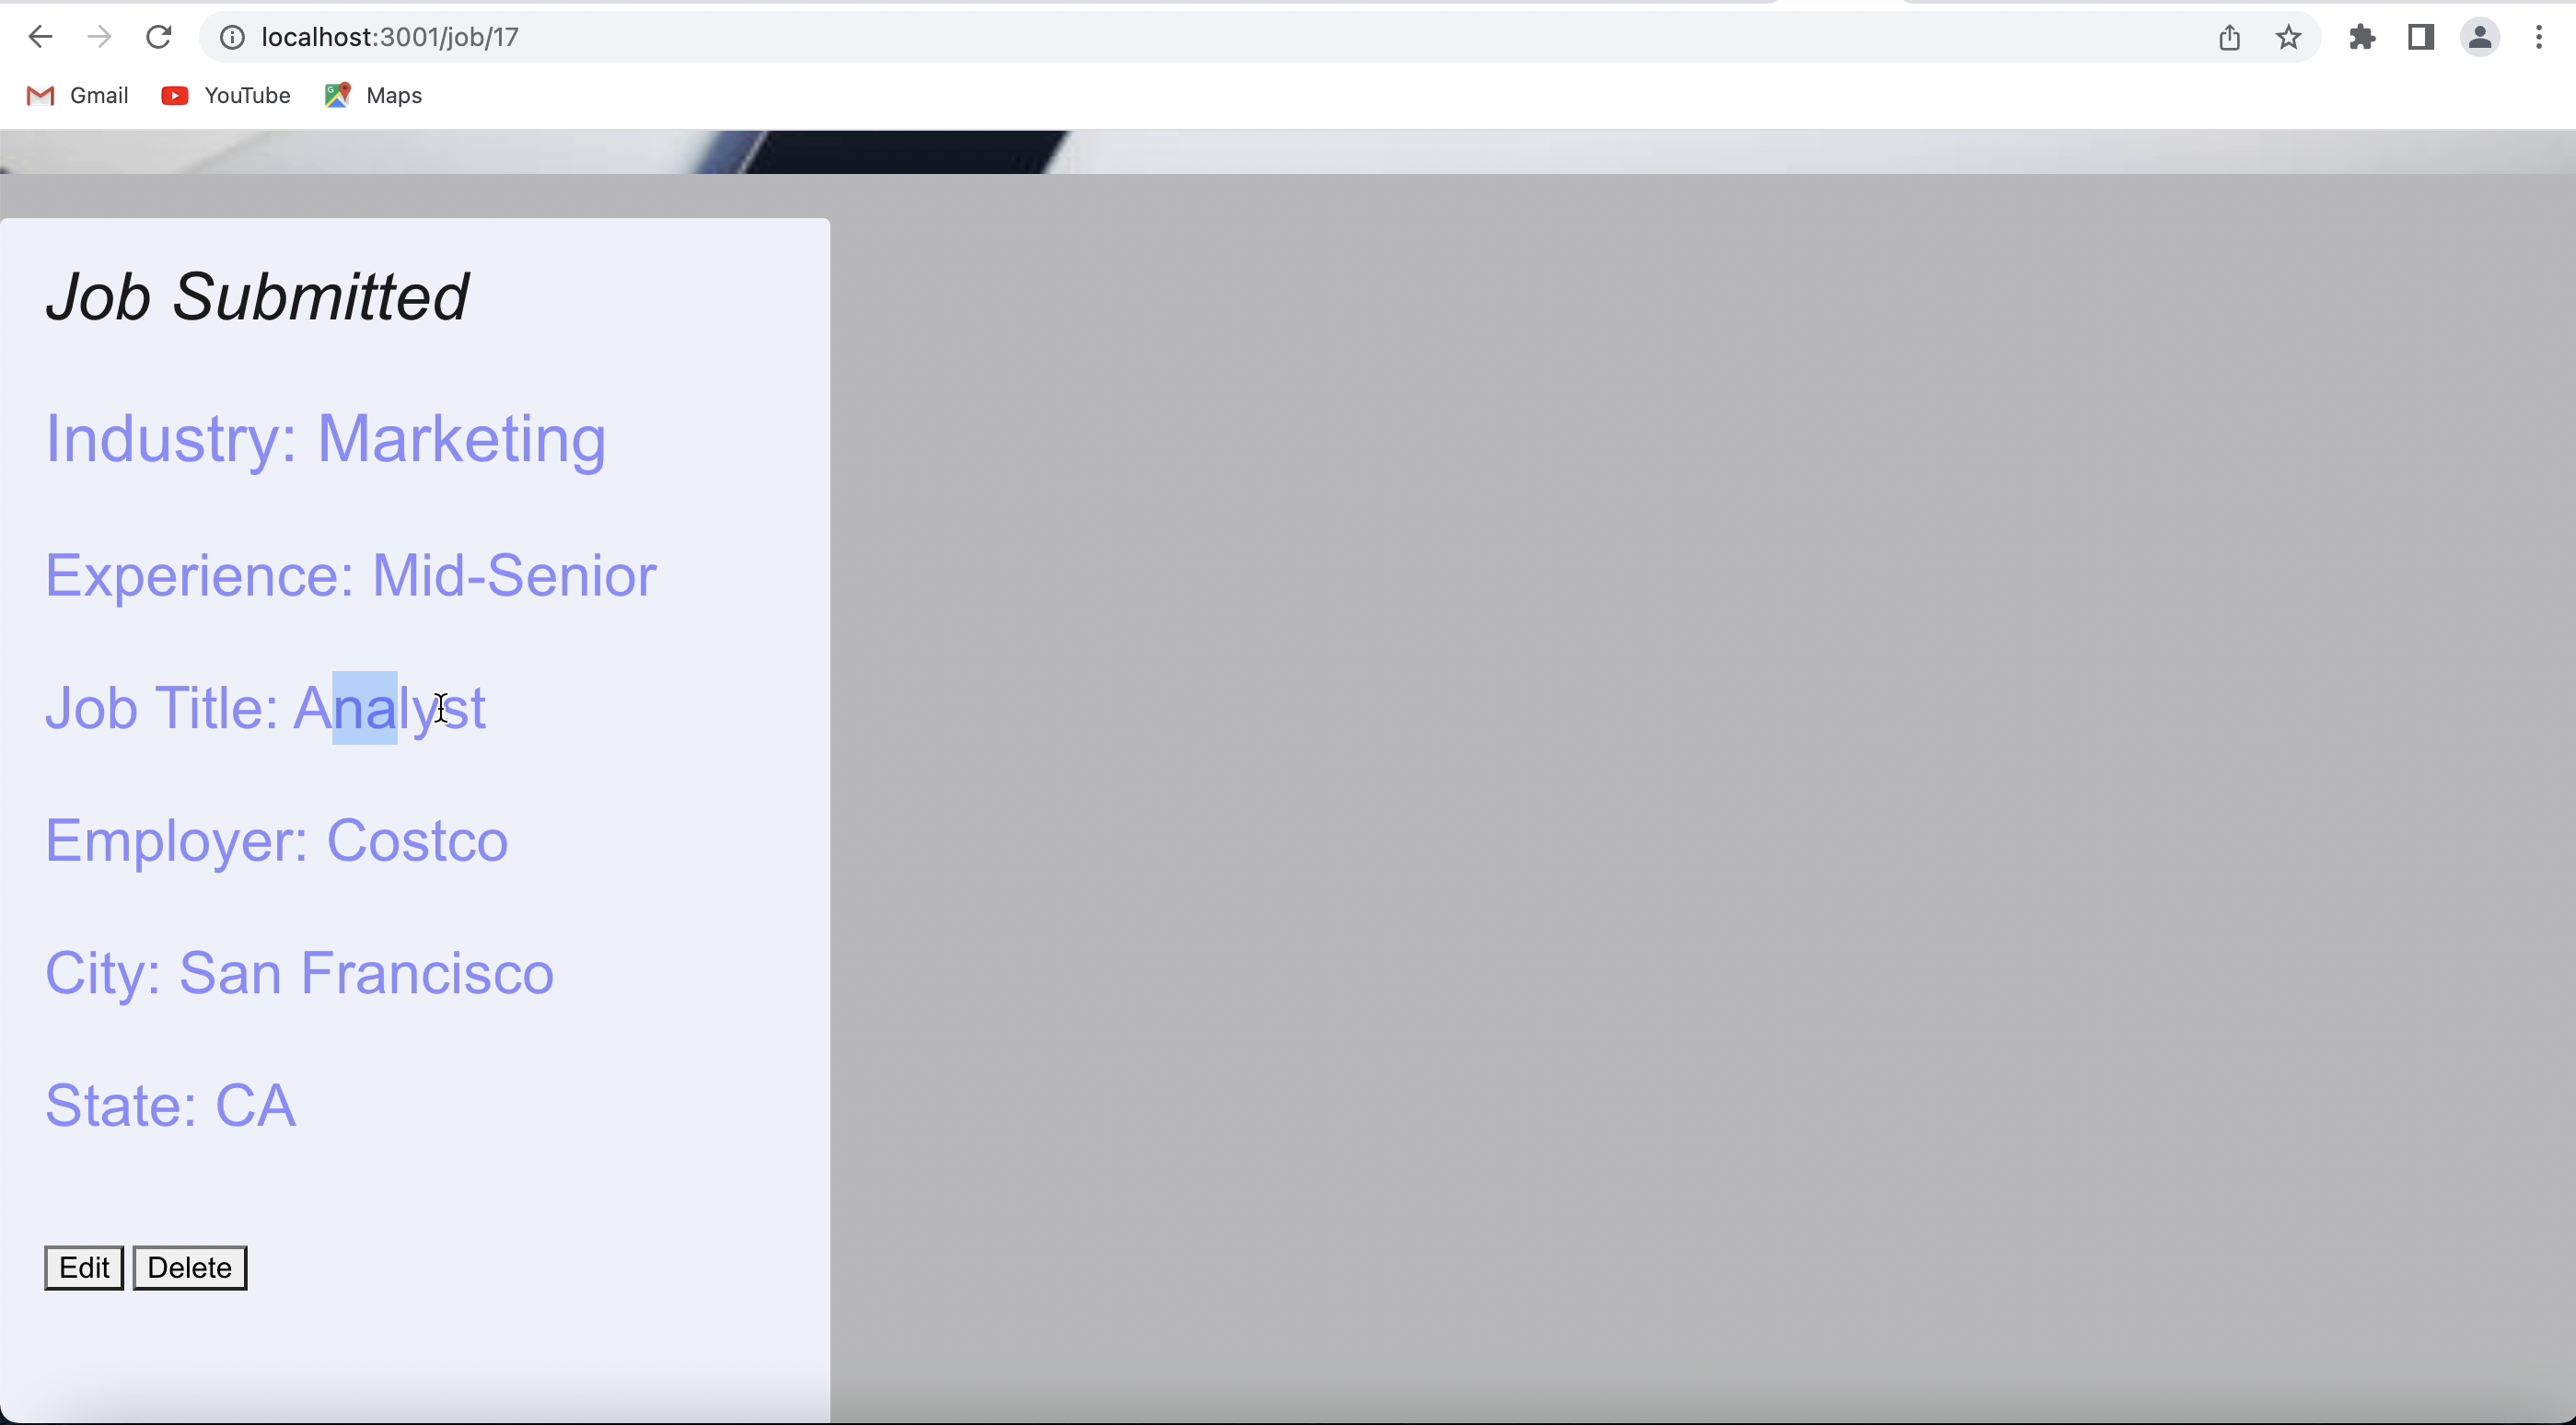 localhost:3001/job/17
Gmail YouTube Maps
Job Submitted
Industry: Marketing
Experience: Mid-Senior
Job Title: Analyst
Employer: Costco
City: San Francisco
State: CA
Edit Delete